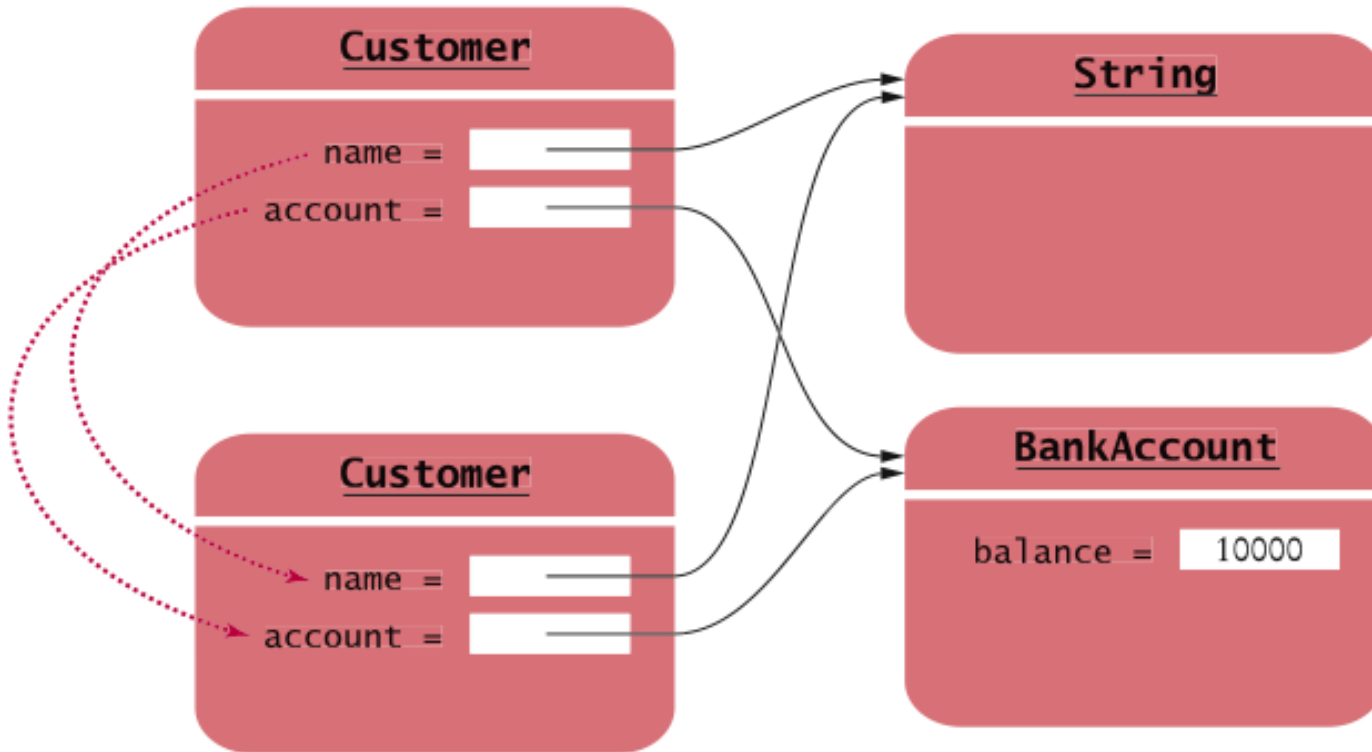 Customer
name =
account =
String
Customer
name =
account =
BankAccount
balance = 10000